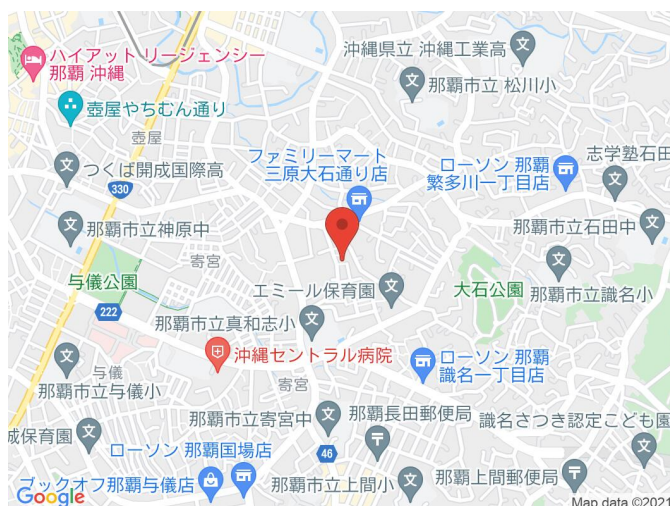 ハイアット リージェンシー
那覇 沖縄
沖縄県立 沖縄工業高
那覇市立 松川小
壺屋やちむん通り
壺屋
つくば開成国際高
ファミリーマート
三原大石通り店
ローソン 那覇
繁多川一丁目店
志学塾石田
330
那覇市立神原中
那覇市立石田中
寄宮
与儀公園
エミール保育園
大石公園
那覇市立識名小
222
那覇市立真和志小
沖縄セントラル病院
与儀
那覇市立与儀小
寄宮
ローソン 那覇
識名一丁目店
那覇市立寄宮中
那覇長田郵便局
識名さつき認定こども園
城保育園
ローソン 那覇国場店
46
ブックオフ那覇与儀店
那覇市立上間小
那覇上間郵便局
Google
Map data ©2021